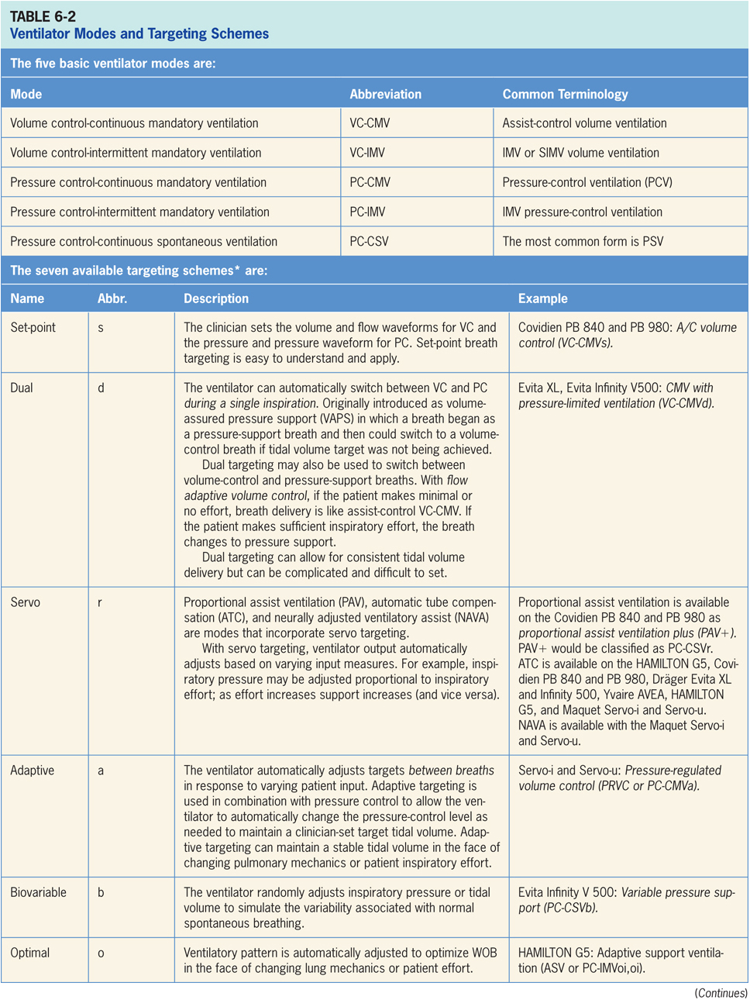 TABLE 6-2
Ventilator Modes and Targeting Schemes
The five basic ventilator modes are:
Mode Abbreviation Common Terminology
Volume control-continuous mandatory ventilation VC-CMV Assist-control volume ventilation
Volume control-intermittent mandatory ventilation VC-IMV IMV or SIMV volume ventilation
Pressure control-continuous mandatory ventilation PC-CMV Pressure-control ventilation (PCV)
Pressure control-intermittent mandatory ventilation PC-IMV IMV pressure-control ventilation
Pressure control-continuous spontaneous ventilation PC-CSV The most common form is PSV
The seven available targeting schemes* are:
Name Abbr. Description Example
Set-point s The clinician sets the volume and flow waveforms for VC and Covidien PB 840 and PB 980: A/C volume
the pressure and pressure waveform for PC. Set-point breath control (VC-CMVs).
targeting is easy to understand and apply.
Dual d The ventilator can automatically switch between VC and PC Evita XL, Evita Infinity V500: CMV with
during a single inspiration. Originally introduced as volume- pressure-limited ventilation (VC-CMVd).
assured pressure support (VAPS) in which a breath began as
a pressure-support breath and then could switch to a volume-
control breath if tidal volume target was not being achieved.
Dual targeting may also be used to switch between
volume-control and pressure-support breaths. With flow
adaptive volume control, if the patient makes minimal or
no effort, breath delivery is like assist-control VC-CMV. If
the patient makes sufficient inspiratory effort, the breath
changes to pressure support.
Dual targeting can allow for consistent tidal volume
delivery but can be complicated and difficult to set.
Servo r Proportional assist ventilation (PAV), automatic tube compen- Proportional assist ventilation is available
sation (ATC), and neurally adjusted ventilatory assist (NAVA) on the Covidien PB 840 and PB 980 as
are modes that incorporate servo targeting. proportional assist ventilation plus (PAV+).
With servo targeting, ventilator output automatically PAV+ would be classified as PC-CSVr.
adjusts based on varying input measures. For example, inspi- ATC is available on the HAMILTON G5, Covi-
ratory pressure may be adjusted proportional to inspiratory dien PB 840 and PB 980, Dräger Evita XL
effort; as effort increases support increases (and vice versa). and Infinity 500, Yvaire AVEA, HAMILTON
G5, and Maquet Servo-i and Servo-u.
NAVA is available with the Maquet Servo-i
and Servo-u.
Adaptive a The ventilator automatically adjusts targets between breaths Servo-i and Servo-u: Pressure-regulated
in response to varying patient input. Adaptive targeting is volume control (PRVC or PC-CMVa).
used in combination with pressure control to allow the ven-
tilator to automatically change the pressure-control level as
needed to maintain a clinician-set target tidal volume. Adap-
tive targeting can maintain a stable tidal volume in the face of
changing pulmonary mechanics or patient inspiratory effort.
Biovariable b The ventilator randomly adjusts inspiratory pressure or tidal Evita Infinity V 500: Variable pressure sup-
volume to simulate the variability associated with normal port (PC-CSVb).
spontaneous breathing.
Optimal o Ventilatory pattern is automatically adjusted to optimize WOB HAMILTON G5: Adaptive support ventila-
in the face of changing lung mechanics or patient effort. tion (ASV or PC-IMVoi,oi).
(Continues)